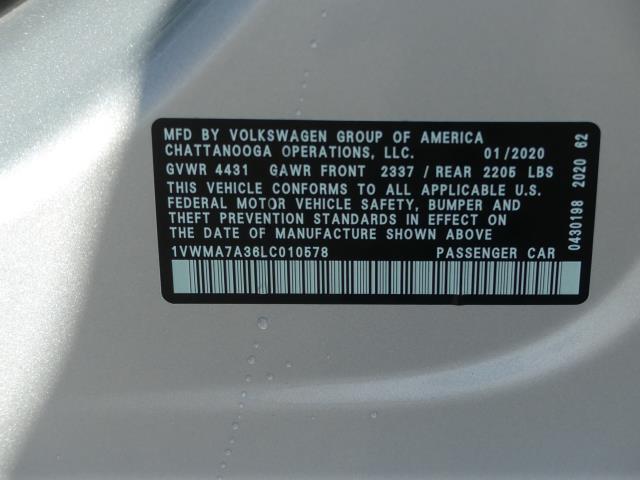 MFD BY VOLKSWAGEN GROUP OF AMERICA
CHATTANOOGA OPERATIONS, LLC. 01/2020
GVWR 4431 GAWR FRONT 2337 / REAR 2205 LBS
THIS VEHICLE CONFORMS TO ALL APPLICABLE U.S.
FEDERAL MOTOR VEHICLE SAFETY, BUMPER AND
THEFT PREVENTION STANDARDS IN EFFECT ON
THE DATE OF MANUFACTURE SHOWN ABOVE.
1VWMA7A36LC010578 PASSENGER CAR
0430198 2020 62